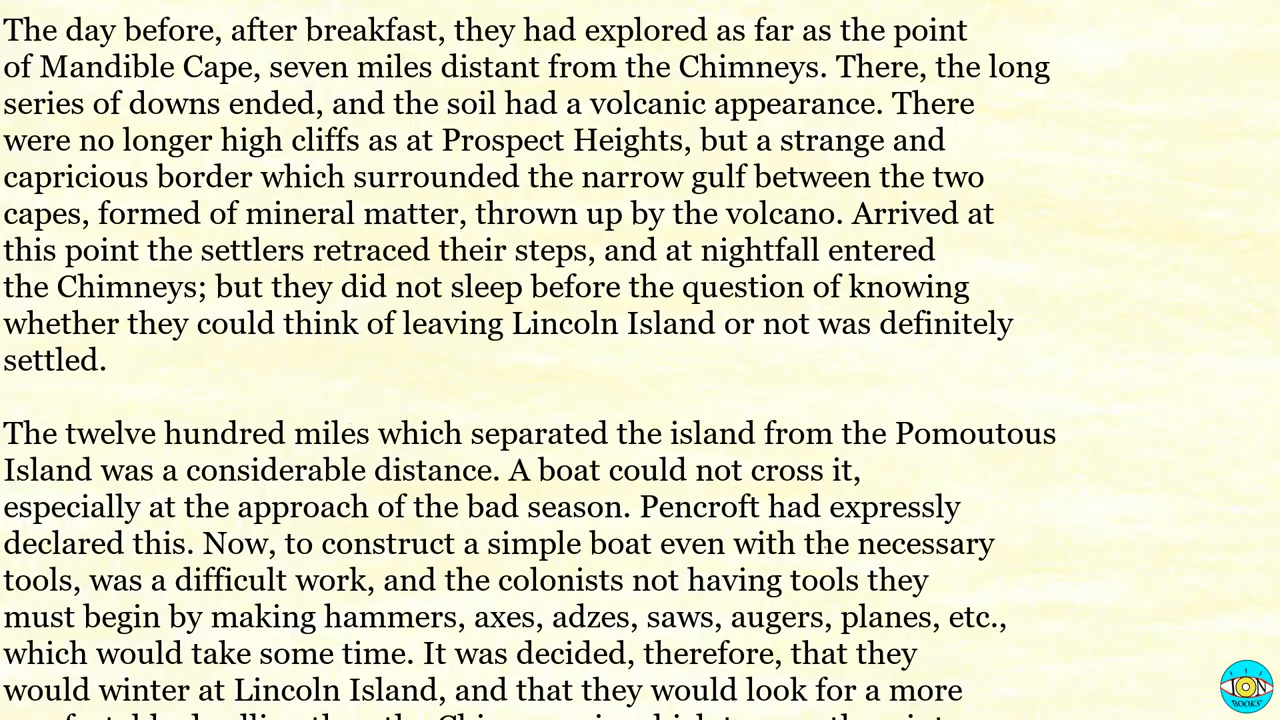 The day before, after breakfast, they had explored as far as the point
of Mandible Cape, seven miles distant from the Chimneys. There, the long
series of downs ended, and the soil had a volcanic appearance. There
were no longer high cliffs as at Prospect Heights, but a strange and
capricious border which surrounded the narrow gulf between the two
capes, formed of mineral matter, thrown up by the volcano. Arrived at
this point the settlers retraced their steps, and at nightfall entered
the Chimneys; but they did not sleep before the question of knowing
whether they could think of leaving Lincoln Island or not was definitely
settled.

The twelve hundred miles which separated the island from the Pomoutous
Island was a considerable distance. A boat could not cross it,
especially at the approach of the bad season. Pencroft had expressly
declared this. Now, to construct a simple boat even with the necessary
tools, was a difficult work, and the colonists not having tools they
must begin by making hammers, axes, adzes, saws, augers, planes, etc.,
which would take some time. It was decided, therefore, that they
would winter at Lincoln Island, and that they would look for a more
ION
BOOKS